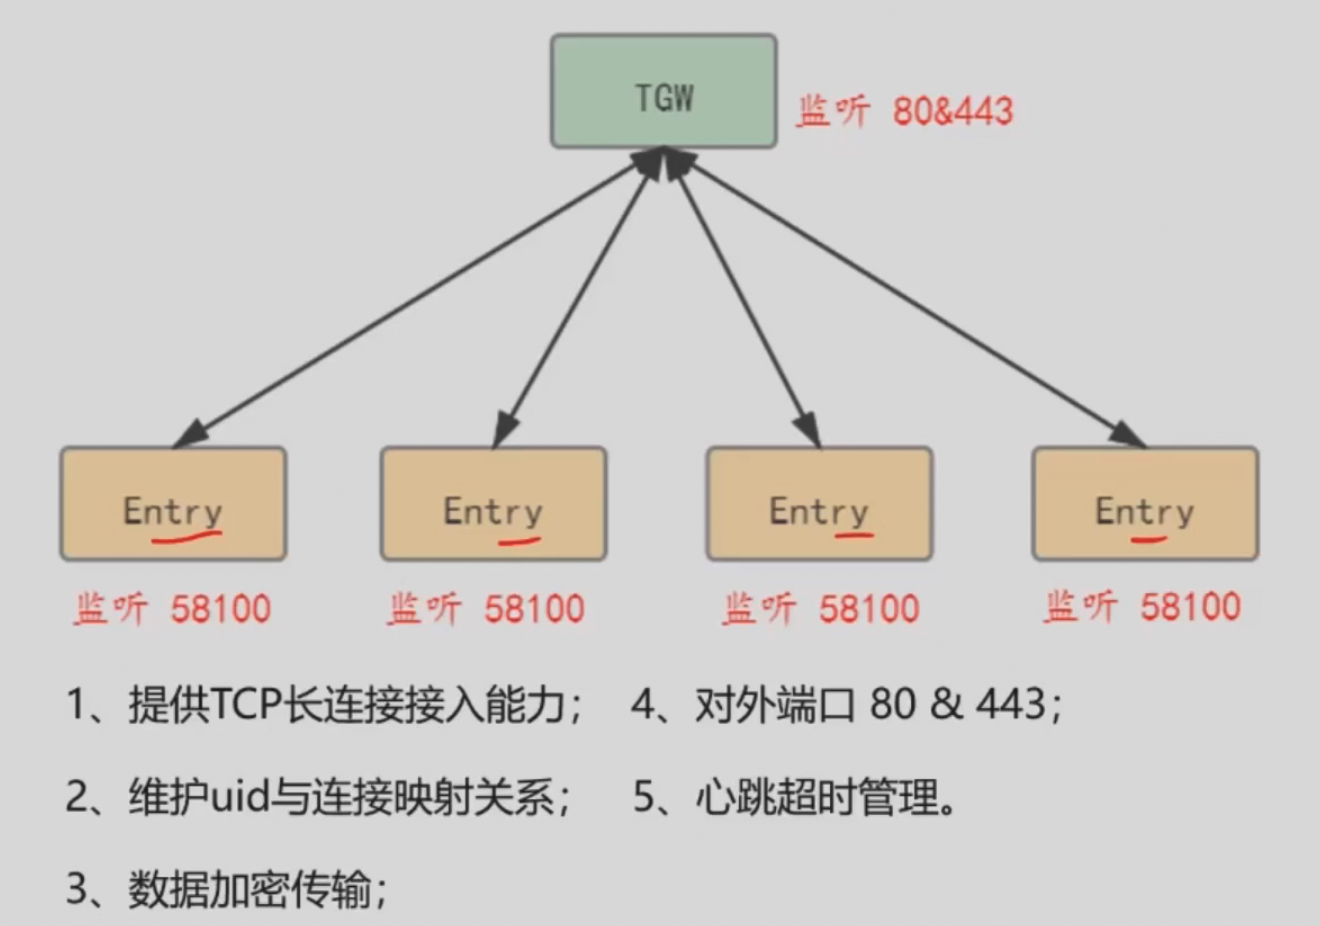 TGW
监听 80&443
Entry
Entry
Entry
Entry
监听 58100
监听 58100
监听 58100
监听 58100
1、提供TCP长连接接入能力；
4、对外端口 80 & 443；
2、维护uid与连接映射关系；
5、心跳超时管理。
3、数据加密传输；